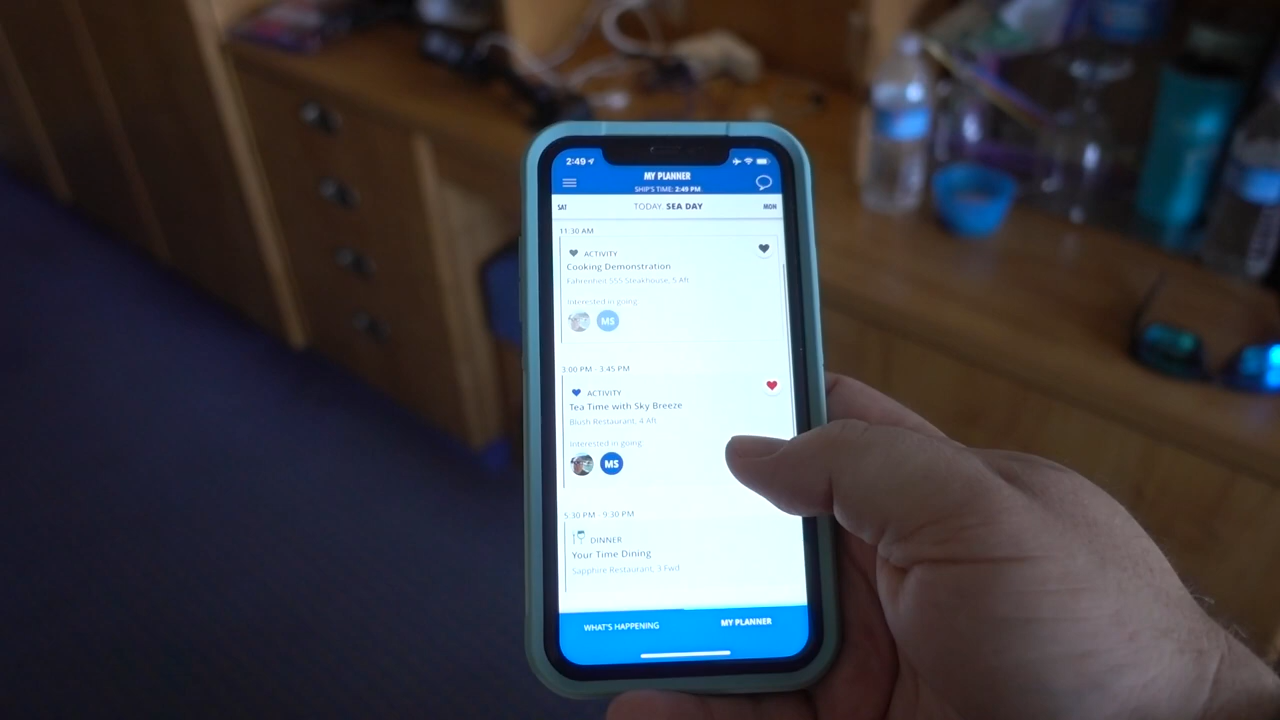 2:49
MY PLANNER
SHIP'S TIME: 2:49 PM
SAT
TODAY: SEA DAY
MON
11:30 AM
ACTIVITY
Cooking Demonstration
Fahrenheit 555 Steakhouse, 5 Aft
Interested in going
MS
3:00 PM - 3:45 PM
ACTIVITY
Tea Time with Sky Breeze
Blush Restaurant, 4 Aft
Interested in going
MS
5:30 PM - 9:30 PM
DINNER
Your Time Dining
Sapphire Restaurant, 3 Fwd
WHAT'S HAPPENING
MY PLANNER